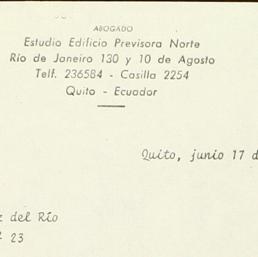 ABOGADO
Estudio Edificio Previsora Norte
Río de Janeiro 130 y 10 de Agosto
Telf. 236584 - Casilla 2254
Quito - Ecuador
Quito, junio 17 d
del Río
23